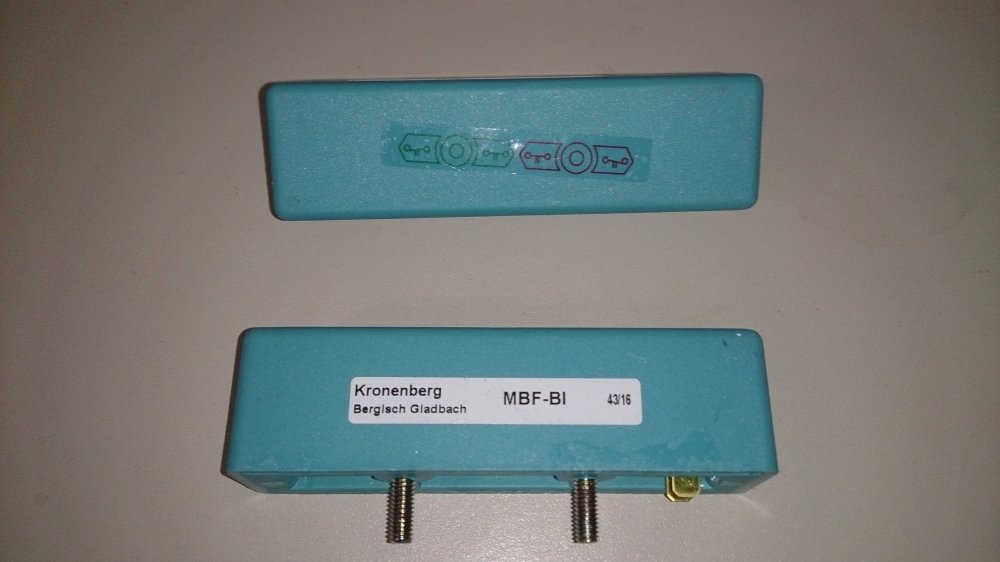 Kronenberg
Bergisch Gladbach
MBF-BI
43/16